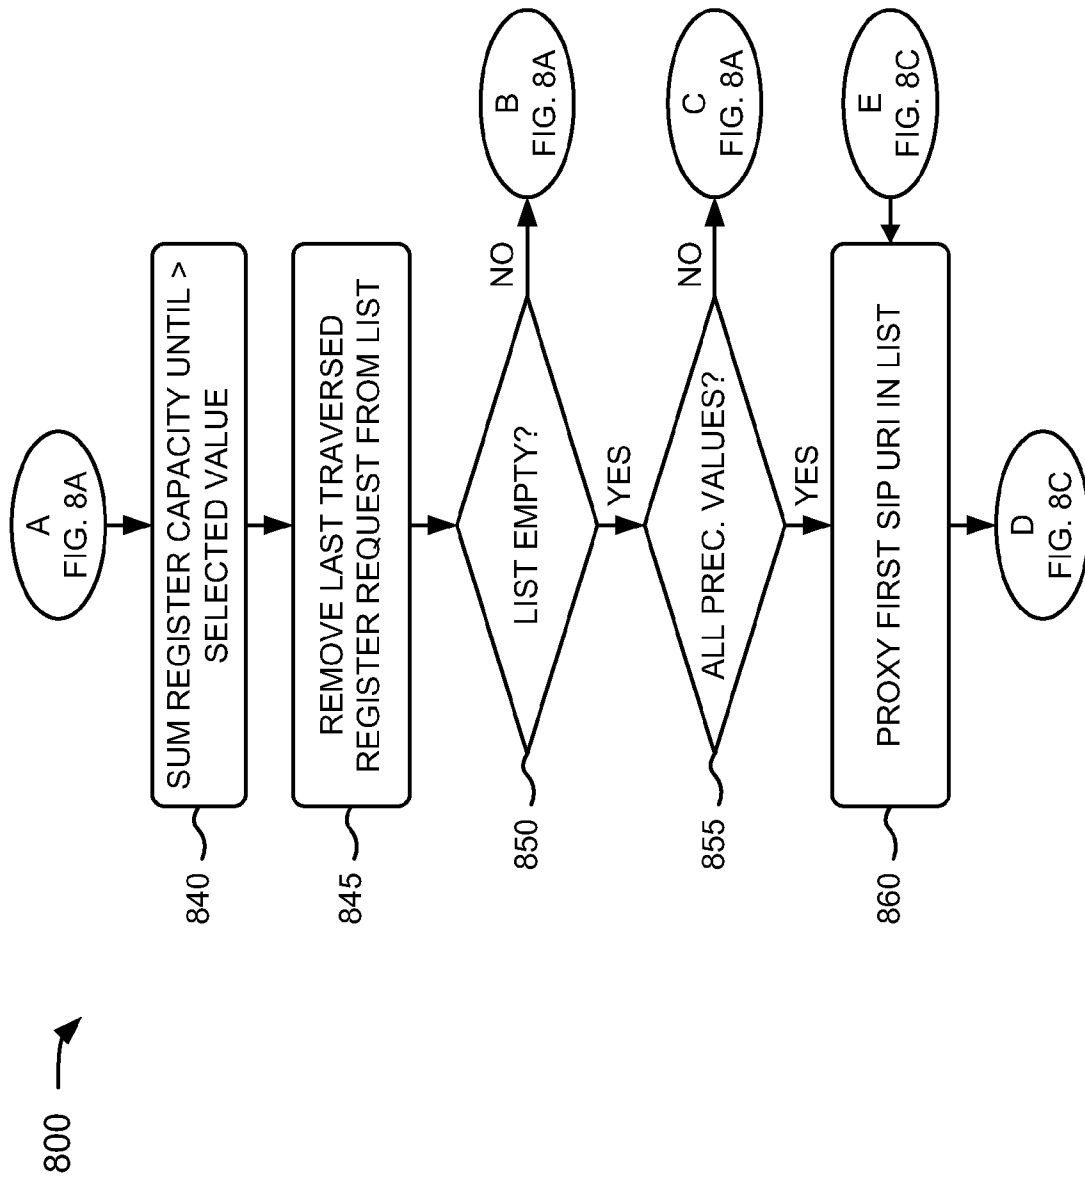 800
A
FIG. 8A
840
SUM REGISTER CAPACITY UNTIL >
SELECTED VALUE
845
REMOVE LAST TRAVERSED
REGISTER REQUEST FROM LIST
850
LIST EMPTY?
NO
B
FIG. 8A
YES
855
ALL PREC. VALUES?
NO
C
FIG. 8A
YES
860
PROXY FIRST SIP URI IN LIST
E
FIG. 8C
D
FIG. 8C